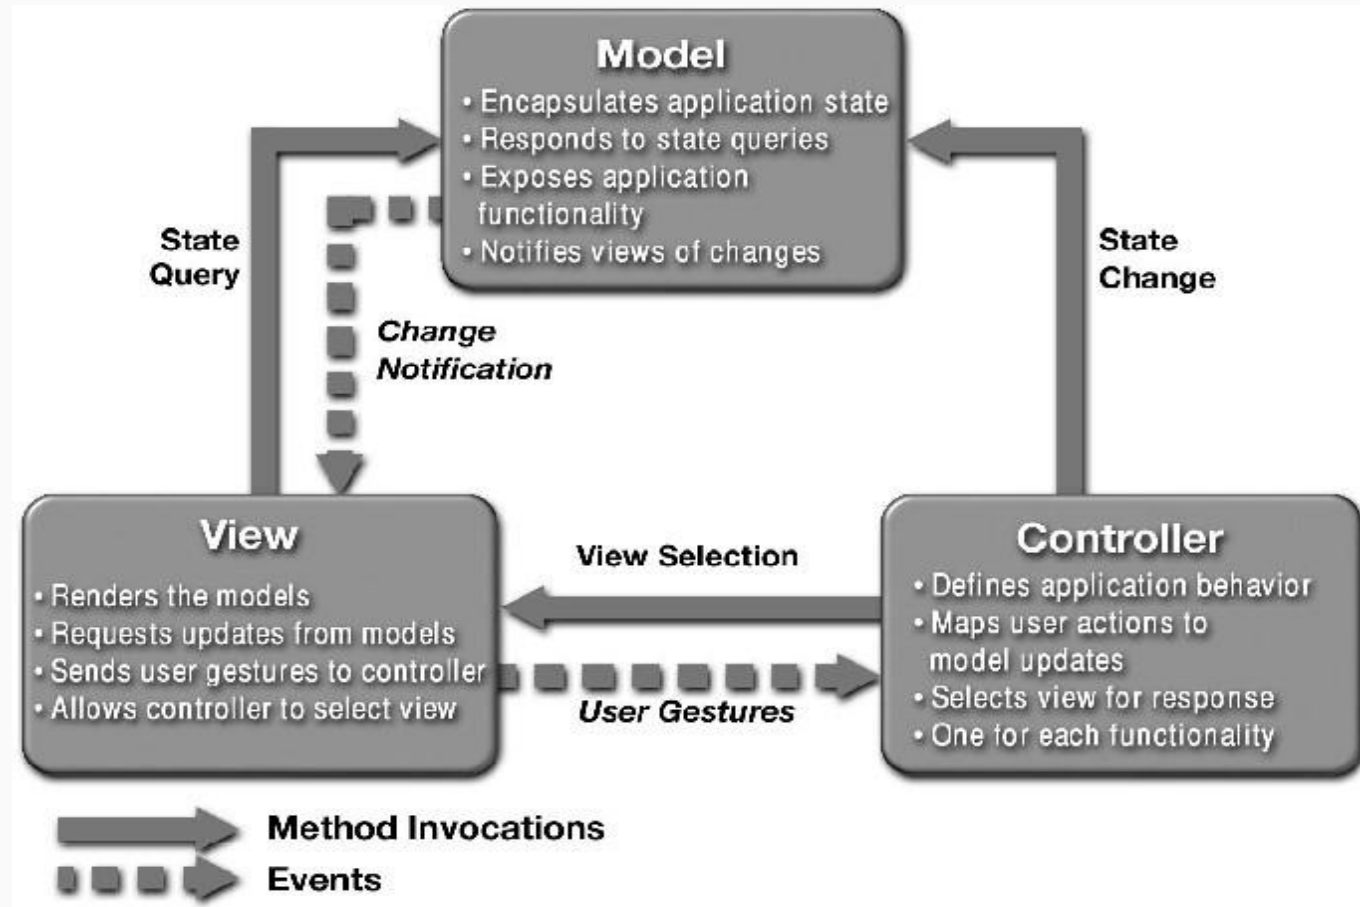 Model
• Encapsulates application state
• Responds to state queries
• Exposes application
functionality
• Notifies views of changes
State
Query
Change
Notification
State
Change
View
• Renders the models
• Requests updates from models
• Sends user gestures to controller
• Allows controller to select view
View Selection
User Gestures
Controller
• Defines application behavior
• Maps user actions to
model updates
• Selects view for response
• One for each functionality
Method Invocations
Events